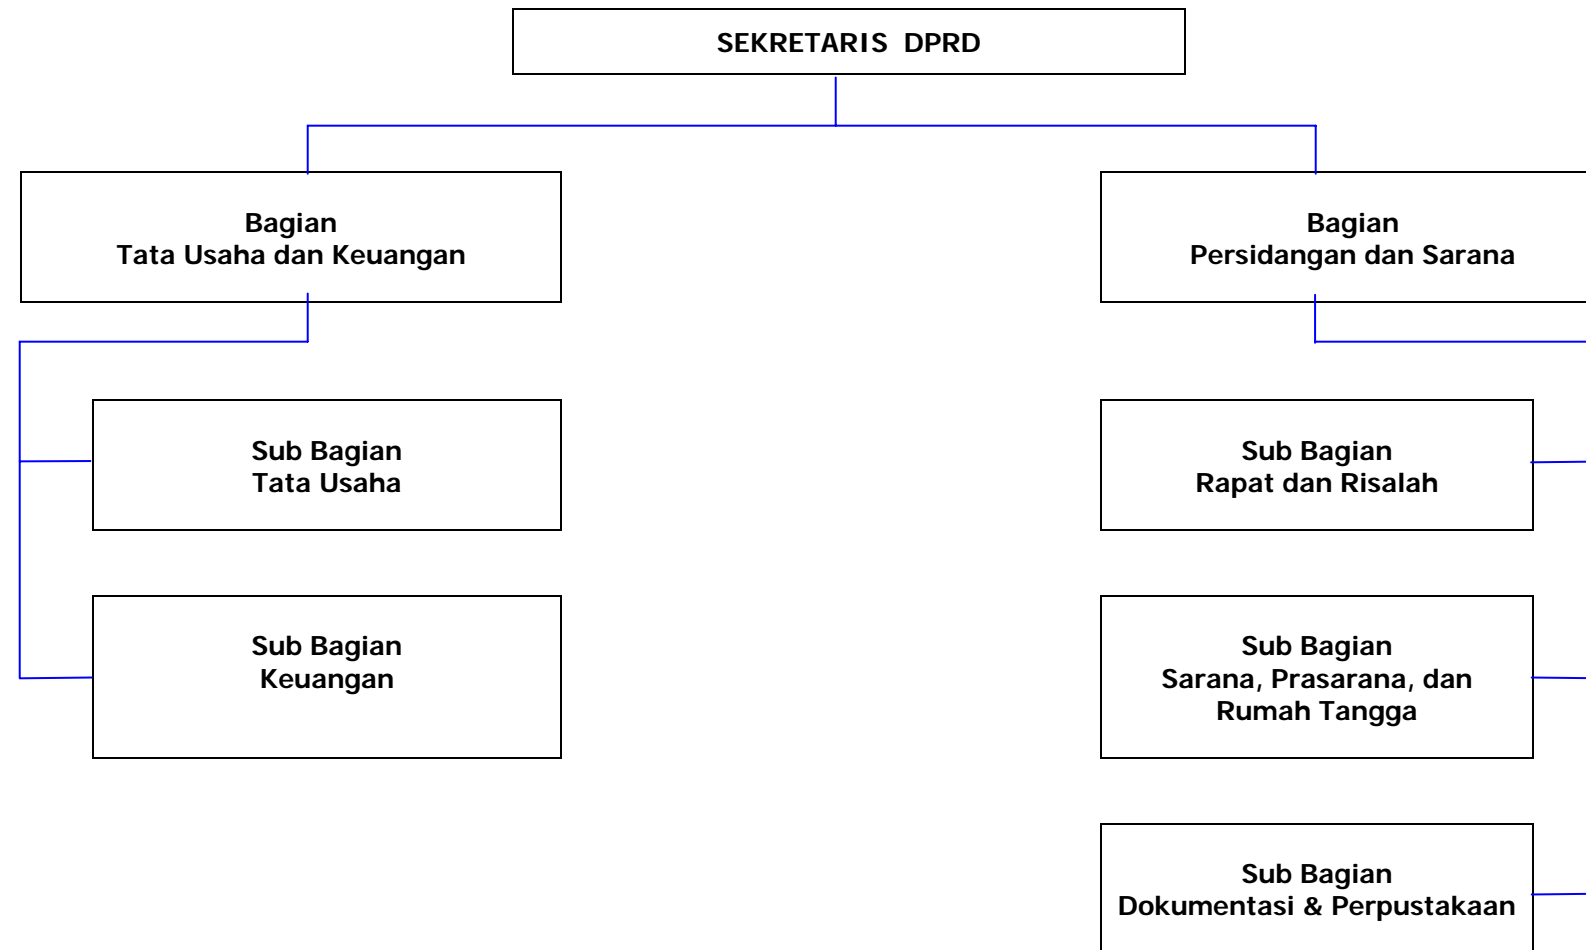 SEKRETARIS DPRD
Bagian
Tata Usaha dan Keuangan
Bagian
Persidangan dan Sarana
Sub Bagian
Tata Usaha
Sub Bagian
Rapat dan Risalah
Sub Bagian
Keuangan
Sub Bagian
Sarana, Prasarana, dan
Rumah Tangga
Sub Bagian
Dokumentasi & Perpustakaan